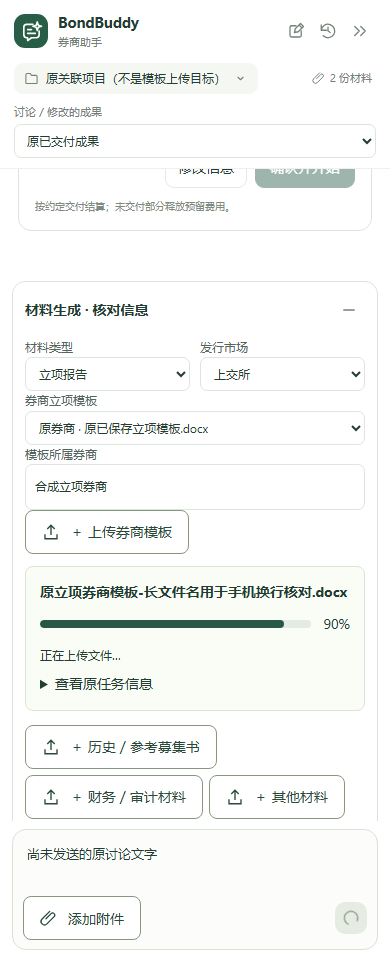 BondBuddy
券商助手
原关联项目（不是模板上传目标）
2 份材料
讨论 / 修改的成果
原已交付成果
修改信息
确认并开始
按约定交付结算；未交付部分释放预留费用。
材料生成 · 核对信息
材料类型
发行市场
立项报告
上交所
券商立项模板
原券商 · 原已保存立项模板.docx
模板所属券商
合成立项券商
+ 上传券商模板
原立项券商模板-长文件名用于手机换行核对.docx
90%
正在上传文件...
查看原任务信息
+ 历史 / 参考募集书
+ 财务 / 审计材料
+ 其他材料
尚未发送的原讨论文字
添加附件